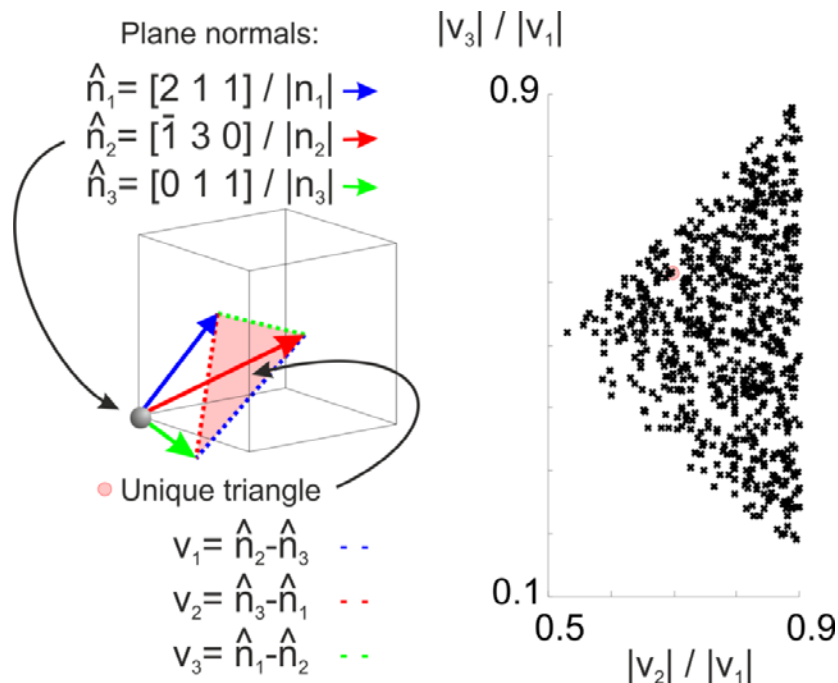 Plane normals:
n̂₁= [2 1 1] / |n₁|
n̂₂= [1̄ 3 0] / |n₂|
n̂₃= [0 1 1] / |n₃|
Unique triangle
v₁= n̂₂-n̂₃
v₂= n̂₃-n̂₁
v₃= n̂₁-n̂₂
|v₃| / |v₁|
0.9
0.1
0.5 0.9
|v₂| / |v₁|